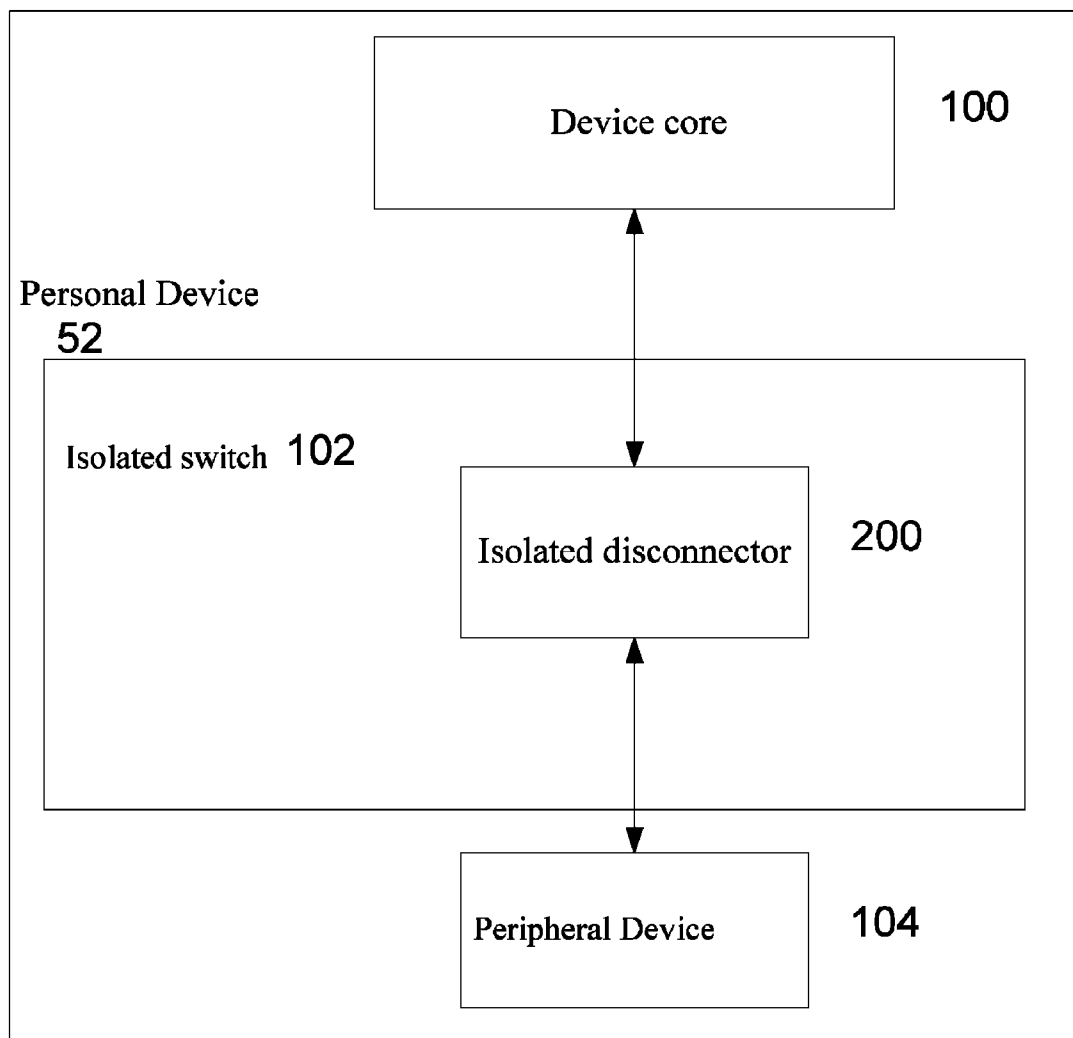 Device core
100
Personal Device
52
Isolated switch 102
Isolated disconnector
200
Peripheral Device
104